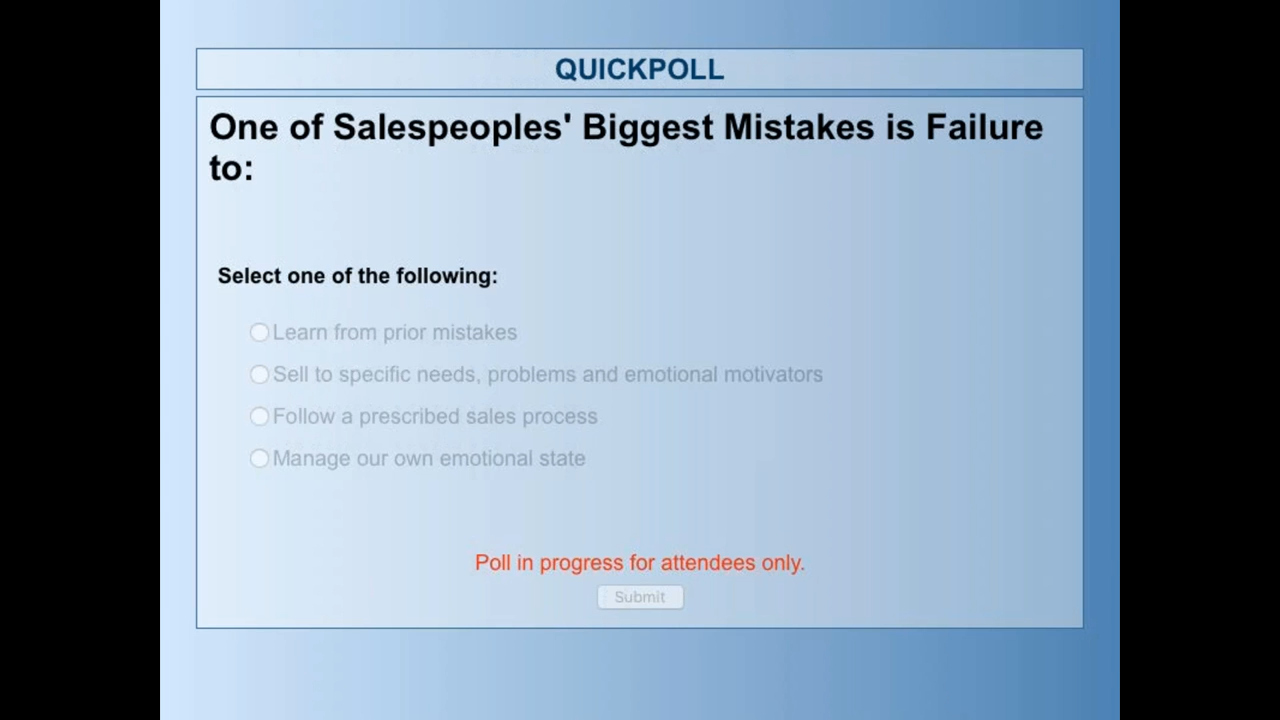 QUICKPOLL
One of Salespeoples' Biggest Mistakes is Failure
to:
Select one of the following:
Learn from prior mistakes
Sell to specific needs, problems and emotional motivators
Follow a prescribed sales process
Manage our own emotional state
Poll in progress for attendees only.
Submit